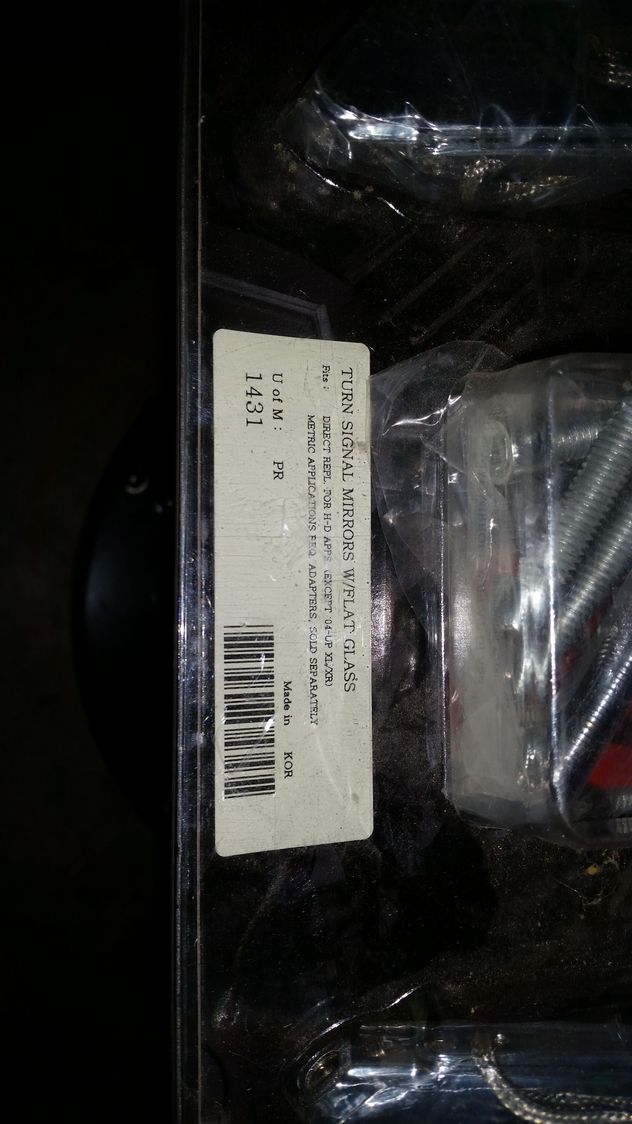 TURN SIGNAL MIRRORS W/FLAT GLASS
Fits : DIRECT REPL. FOR H-D APPS (EXCEPT '04-UP XL/XR)
METRIC APPLICATIONS REQ. ADAPTERS, SOLD SEPARATELY
U of M : PR Made in KOR
1431